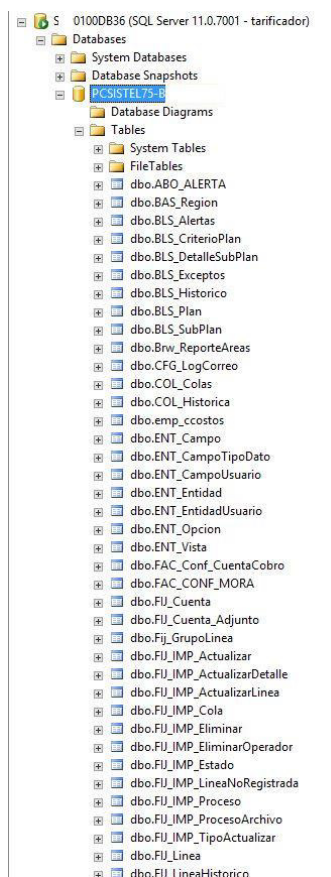 S 0100DB36 (SQL Server 11.0.7001 - tarificador)
Databases
System Databases
Database Snapshots
PCSISTEL75-B
Database Diagrams
Tables
System Tables
FileTables
dbo.ABO_ALERTA
dbo.BAS_Region
dbo.BLS_Alertas
dbo.BLS_CriterioPlan
dbo.BLS_DetalleSubPlan
dbo.BLS_Exceptos
dbo.BLS_Historico
dbo.BLS_Plan
dbo.BLS_SubPlan
dbo.Brw_ReporteAreas
dbo.CFG_LogCorreo
dbo.COL_Colas
dbo.COL_Historica
dbo.emp_ccostos
dbo.ENT_Campo
dbo.ENT_CampoTipoDato
dbo.ENT_CampoUsuario
dbo.ENT_Entidad
dbo.ENT_EntidadUsuario
dbo.ENT_Opcion
dbo.ENT_Vista
dbo.FAC_Conf_CuentaCobro
dbo.FAC_CONF_MORA
dbo.FIJ_Cuenta
dbo.FIJ_Cuenta_Adjunto
dbo.Fij_GrupoLinea
dbo.FIJ_IMP_Actualizar
dbo.FIJ_IMP_ActualizarDetalle
dbo.FIJ_IMP_ActualizarLinea
dbo.FIJ_IMP_Cola
dbo.FIJ_IMP_Eliminar
dbo.FIJ_IMP_EliminarOperador
dbo.FIJ_IMP_Estado
dbo.FIJ_IMP_LineaNoRegistrada
dbo.FIJ_IMP_Proceso
dbo.FIJ_IMP_ProcesoArchivo
dbo.FIJ_IMP_TipoActualizar
dbo.FIJ_Linea
dbo.FIJ_LineaHistorico